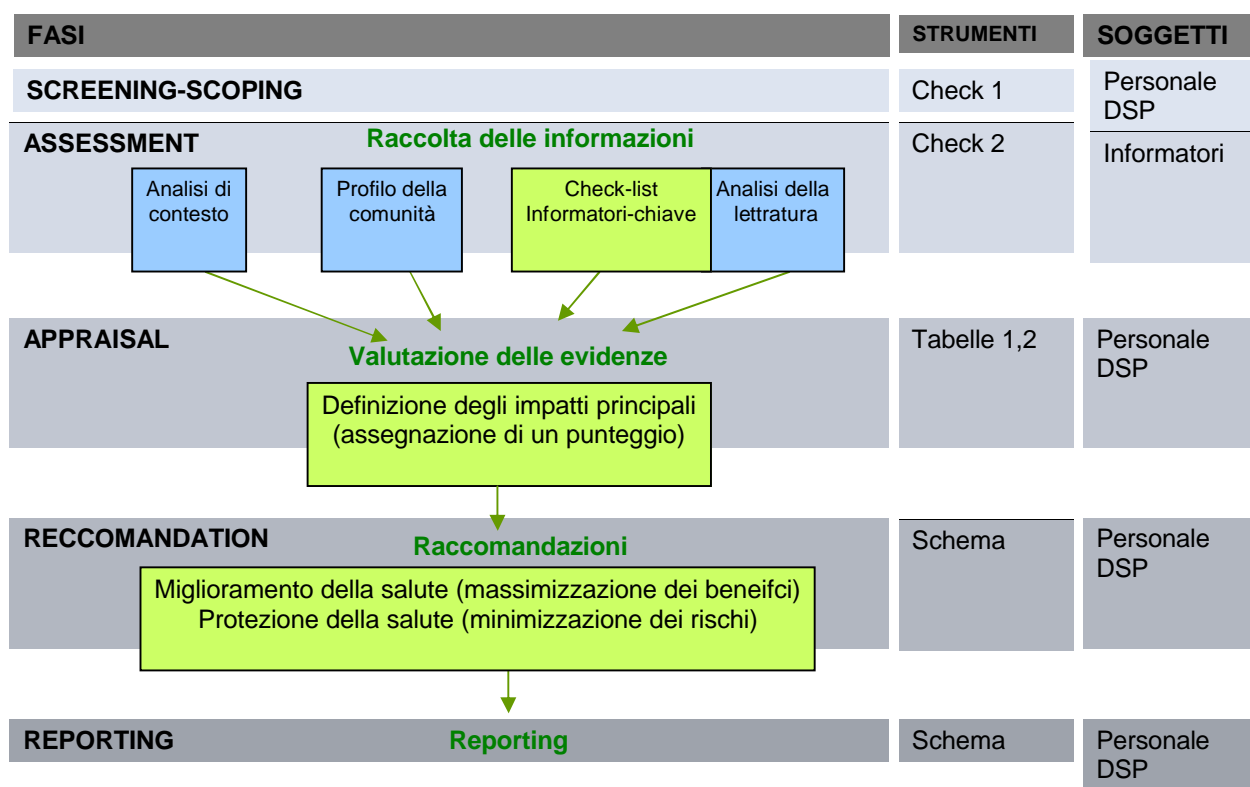 FASI
STRUMENTI
SOGGETTI
SCREENING-SCOPING
Check 1
Personale
DSP
ASSESSMENT
Raccolta delle informazioni
Check 2
Informatori
Analisi di
contesto
Profilo della
comunità
Check-list
Informatori-chiave
Analisi della
lettratura
APPRAISAL
Valutazione delle evidenze
Tabelle 1,2
Personale
DSP
Definizione degli impatti principali
(assegnazione di un punteggio)
RECCOMANDATION
Raccomandazioni
Schema
Personale
DSP
Miglioramento della salute (massimizzazione dei beneifci)
Protezione della salute (minimizzazione dei rischi)
REPORTING
Reporting
Schema
Personale
DSP